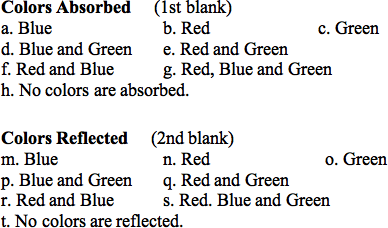 Colors Absorbed (1st blank)
a. Blue b. Red c. Green
d. Blue and Green e. Red and Green
f. Red and Blue g. Red, Blue and Green
h. No colors are absorbed.
Colors Reflected (2nd blank)
m. Blue n. Red o. Green
p. Blue and Green q. Red and Green
r. Red and Blue s. Red. Blue and Green
t. No colors are reflected.